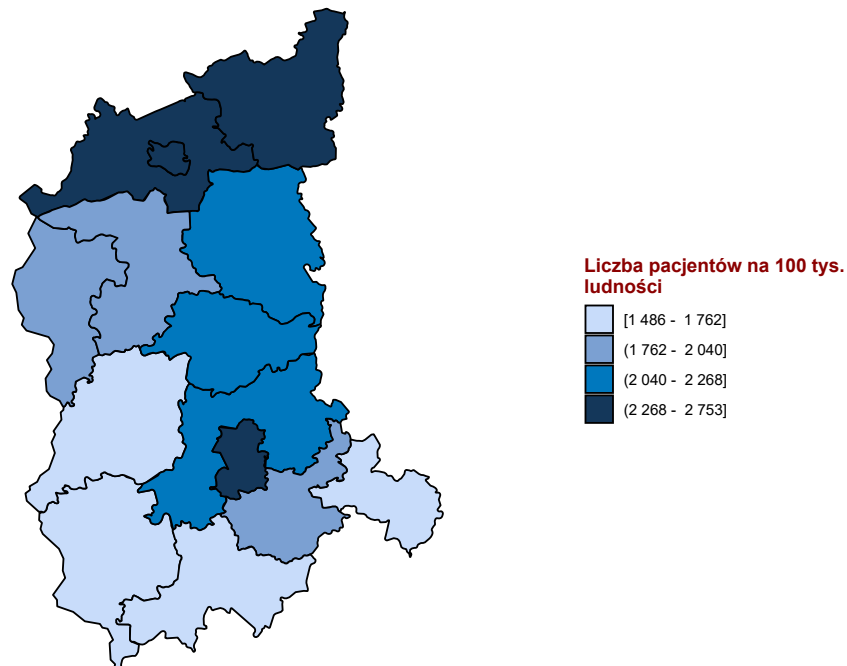 Liczba pacjentów na 100 tys.
ludności
[1 486 - 1 762]
(1 762 - 2 040]
(2 040 - 2 268]
(2 268 - 2 753]